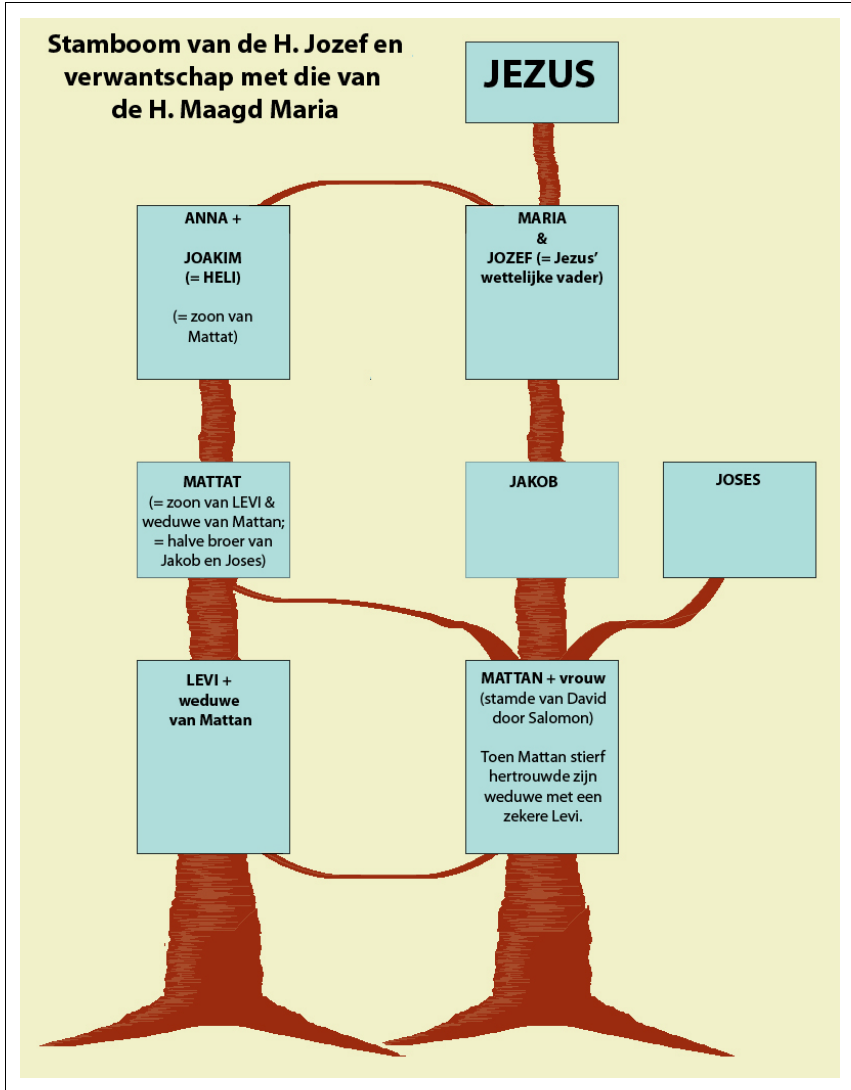 Stamboom van de H. Jozef en
verwantschap met die van
de H. Maagd Maria
JEZUS
ANNA +
JOAKIM
(= HELI)
(= zoon van
Mattat)
MARIA
&
JOZEF (= Jezus’
wettelijke vader)
MATTAT
(= zoon van LEVI &
weduwe van Mattan;
= halve broer van
Jakob en Joses)
JAKOB
JOSES
LEVI +
weduwe
van Mattan
MATTAN + vrouw
(stamde van David
door Salomon)
Toen Mattan stierf
hertrouwde zijn
weduwe met een
zekere Levi.